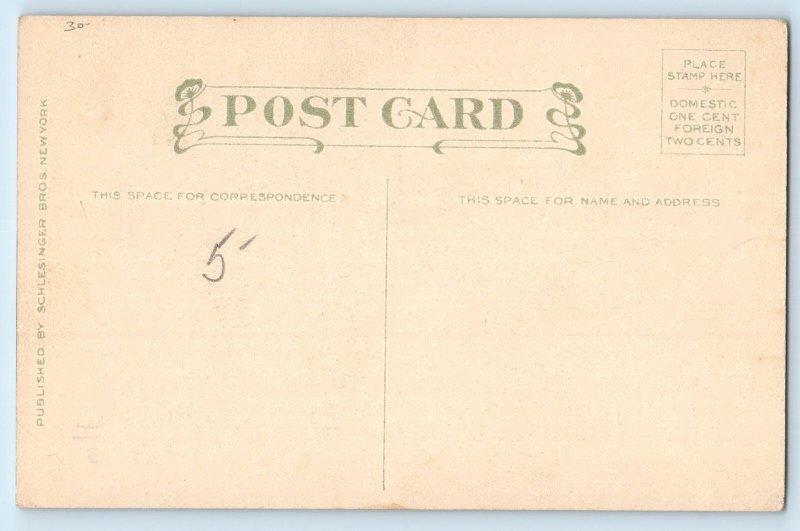 30-
POST CARD
PLACE
STAMP HERE
DOMESTIC
ONE CENT
FOREIGN
TWO CENTS
THIS SPACE FOR CORRESPONDENCE
THIS SPACE FOR NAME AND ADDRESS
5-
PUBLISHED BY SCHLESINGER BROS. NEW YORK